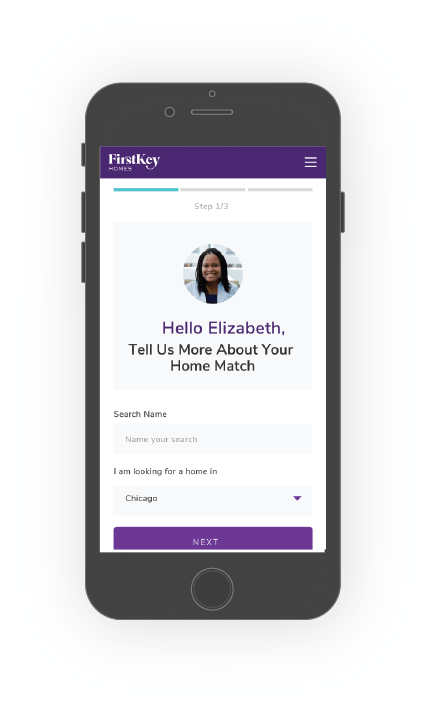 FirstKey
HOMES
Step 1/3
Hello Elizabeth,
Tell Us More About Your
Home Match
Search Name
Name your search
I am looking for a home in
Chicago
NEXT